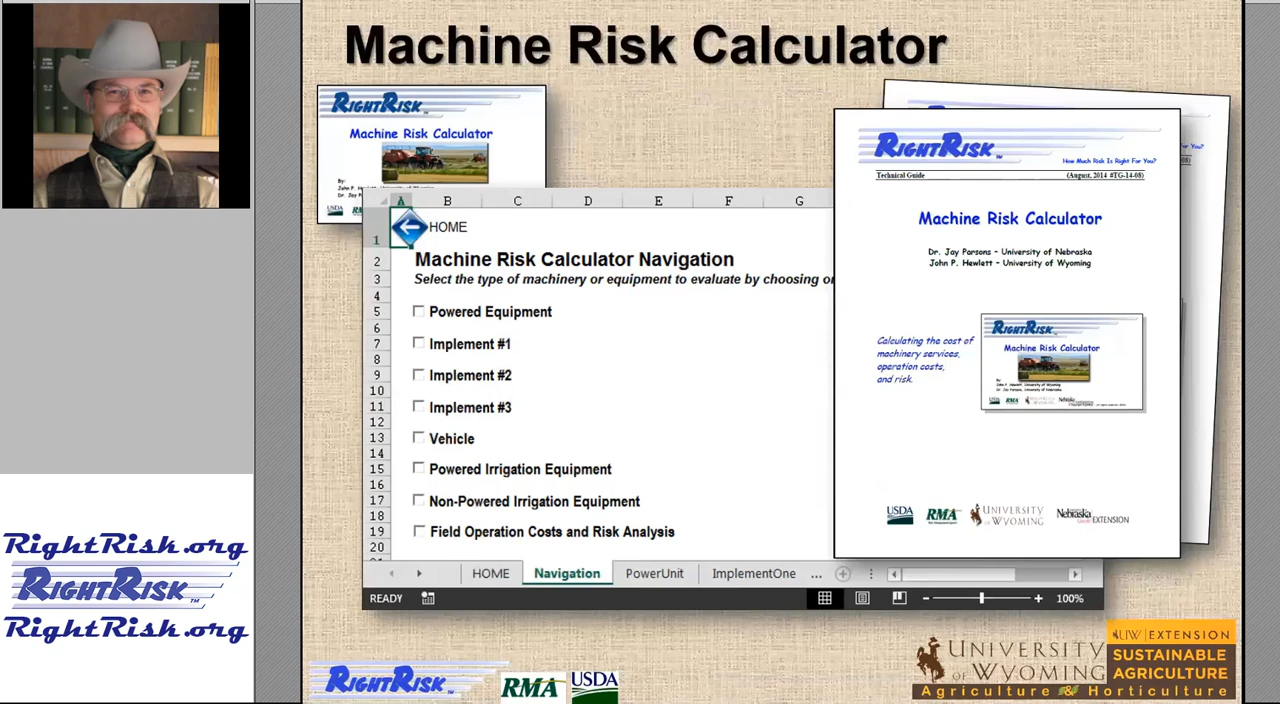 Machine Risk Calculator
RIGHTRISK™
Machine Risk Calculator
By:
A B C D E F G
1 HOME
2 Machine Risk Calculator Navigation
3 Select the type of machinery or equipment to evaluate by choosing
4
5 Powered Equipment
6
7 Implement #1
8
9 Implement #2
10
11 Implement #3
12
13 Vehicle
14
15 Powered Irrigation Equipment
16
17 Non-Powered Irrigation Equipment
18
19 Field Operation Costs and Risk Analysis
20
HOME Navigation PowerUnit ImplementOne ...
READY 100%
RIGHTRISK™
How Much Risk Is Right For You?
Technical Guide (August, 2014 #TG-14-08)
Machine Risk Calculator
Dr. Jay Parsons - University of Nebraska
John P. Hewlett - University of Wyoming
Calculating the cost of
machinery services,
operation costs,
and risk.
RIGHTRISK
Machine Risk Calculator
USDA RMA UNIVERSITY OF WYOMING Nebraska EXTENSION
RightRisk.org
RIGHTRISK™
RightRisk.org
RIGHTRISK™ RMA USDA
UNIVERSITY OF WYOMING
UW | EXTENSION
SUSTAINABLE
AGRICULTURE
Agriculture & Horticulture